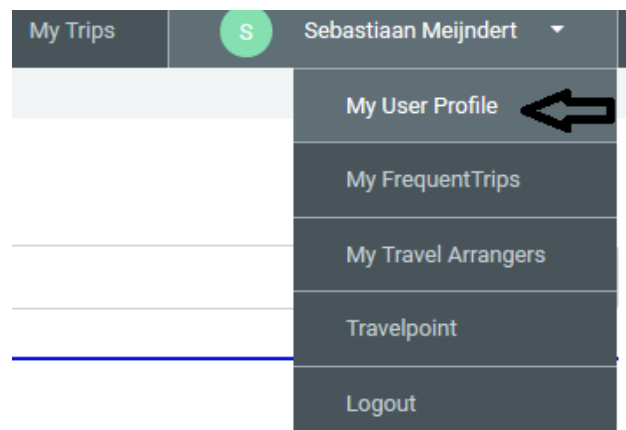 My Trips
S
Sebastiaan Meijndert
My User Profile
My FrequentTrips
My Travel Arrangers
Travelpoint
Logout